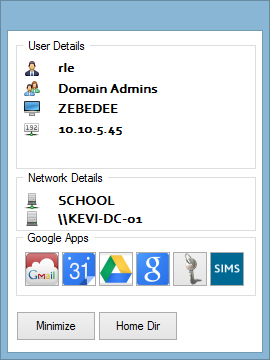 User Details
rle
Domain Admins
ZEBEDEE
192
10.10.5.45
Network Details
SCHOOL
\\KEVI-DC-01
Google Apps
Gmail
31
g
SIMS
Minimize
Home Dir